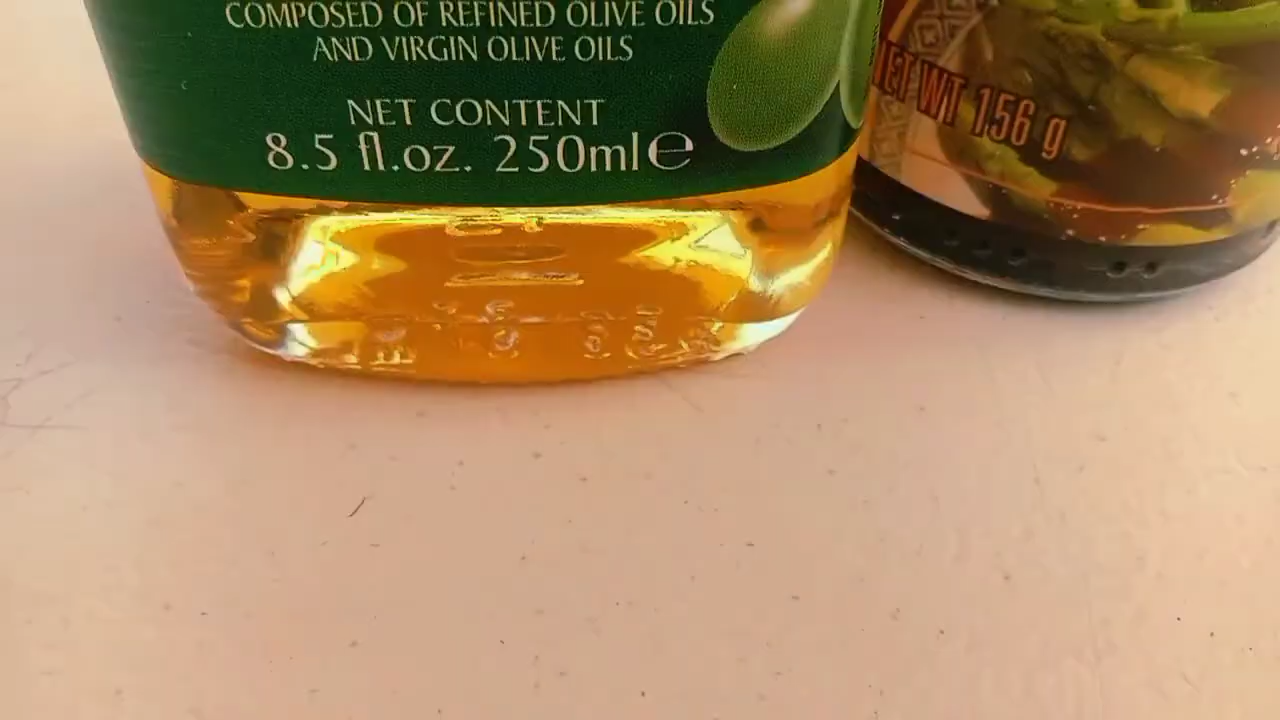 COMPOSED OF REFINED OLIVE OILS
AND VIRGIN OLIVE OILS
NET CONTENT
8.5 fl.oz. 250ml℮
NET WT 156 g